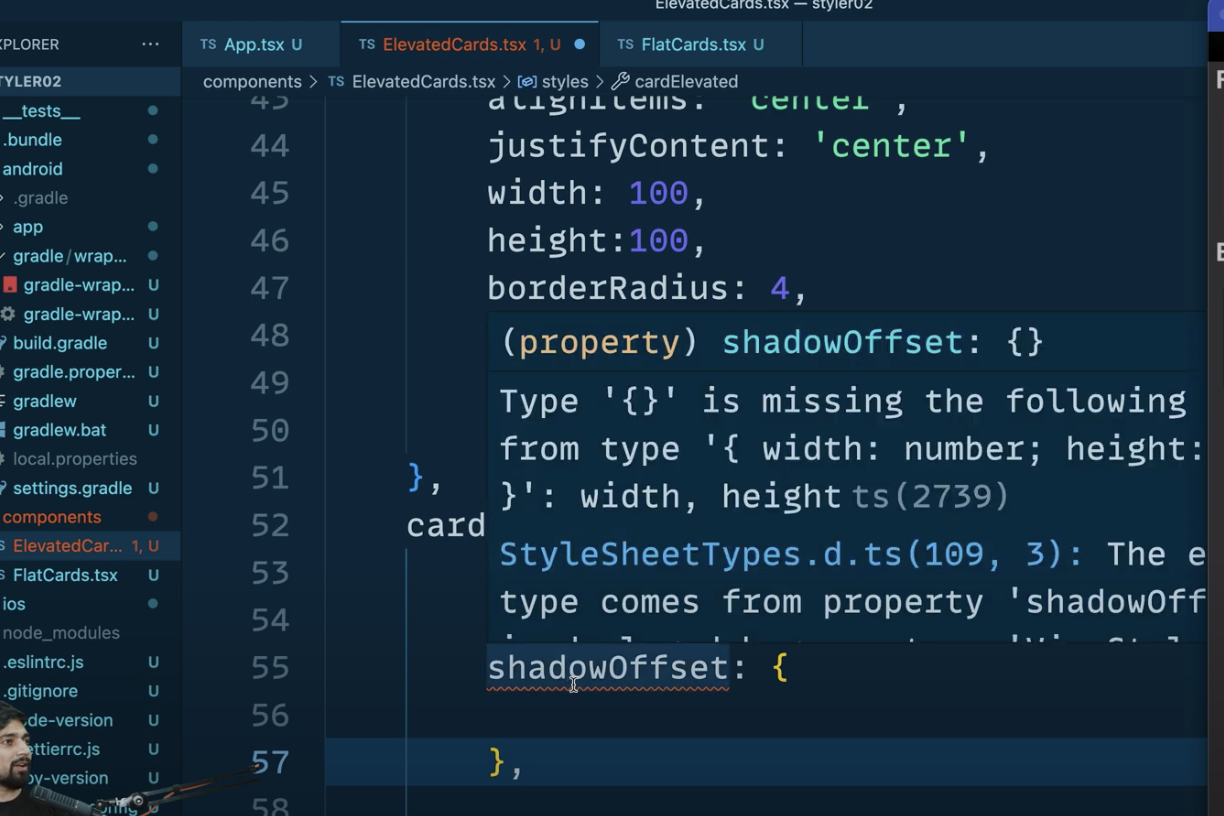 ElevatedCards.tsx — styler02
XPLORER ...
TS App.tsx U
TS ElevatedCards.tsx 1, U
TS FlatCards.tsx U
TYLER02
components > TS ElevatedCards.tsx > styles > cardElevated
__tests__
.bundle
android
.gradle
app
gradle/wrap...
gradle-wrap... U
gradle-wrap... U
build.gradle U
gradle.proper... U
gradlew U
gradlew.bat U
local.properties
settings.gradle U
components
ElevatedCar... 1, U
FlatCards.tsx U
ios
node_modules
.eslintrc.js U
.gitignore U
de-version U
ettierrc.js U
by-version U
43 alignItems: 'center',
44 justifyContent: 'center',
45 width: 100,
46 height:100,
47 borderRadius: 4,
48
49
50
51 },
52 card
53
54
55 shadowOffset: {
56
57 },
58
(property) shadowOffset: {}
Type '{}' is missing the following
from type '{ width: number; height:
}': width, height ts(2739)
StyleSheetTypes.d.ts(109, 3): The e
type comes from property 'shadowOff